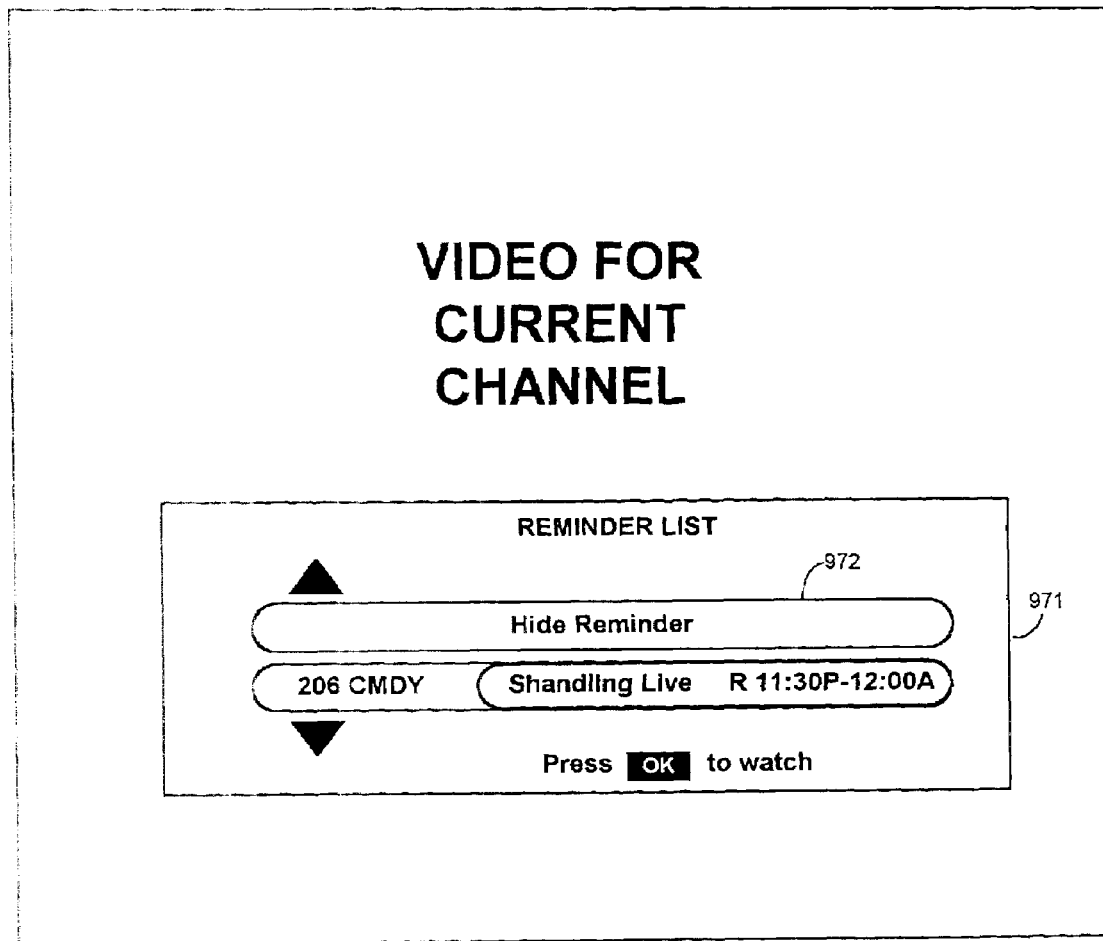 VIDEO FOR
CURRENT
CHANNEL
REMINDER LIST
972
971
Hide Reminder
206 CMDY Shandling Live R 11:30P-12:00A
Press OK to watch